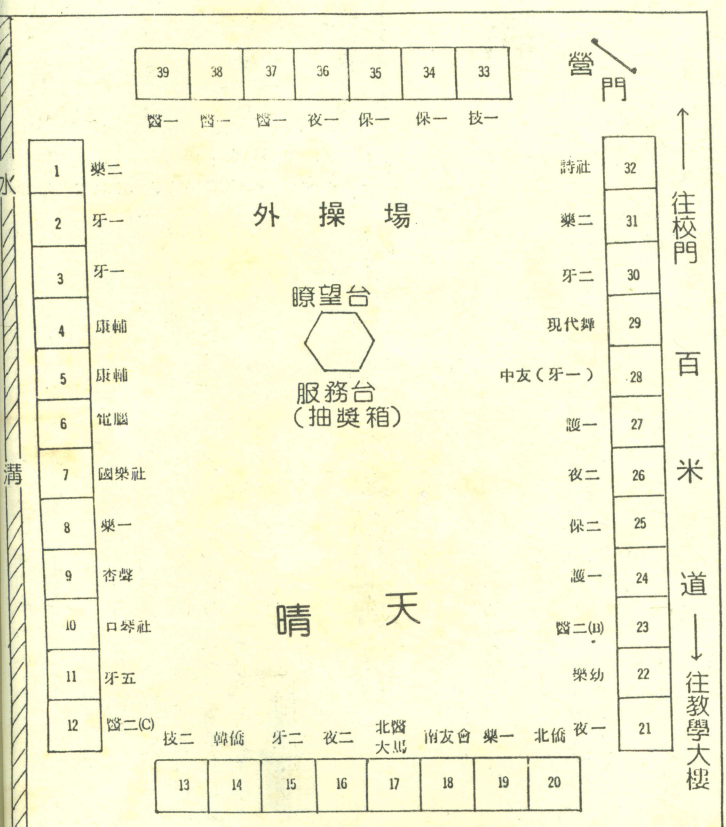 39 38 37 36 35 34 33
醫一 醫一 醫一 夜一 保一 保一 技一
營門
往校門
百米道
往教學大樓
水溝
外操場
瞭望台
服務台
(抽獎箱)
晴天
1 藥二
2 牙一
3 牙一
4 康輔
5 康輔
6 電腦
7 國樂社
8 藥一
9 杏聲
10 口琴社
11 牙五
12 醫二(C)
詩社 32
藥二 31
牙二 30
現代舞 29
中友(牙一) 28
護一 27
夜二 26
保二 25
護一 24
醫二(B) 23
樂幼 22
夜一 21
技二 韓僑 牙二 夜二 北醫大馬 南友會 藥一 北僑
13 14 15 16 17 18 19 20